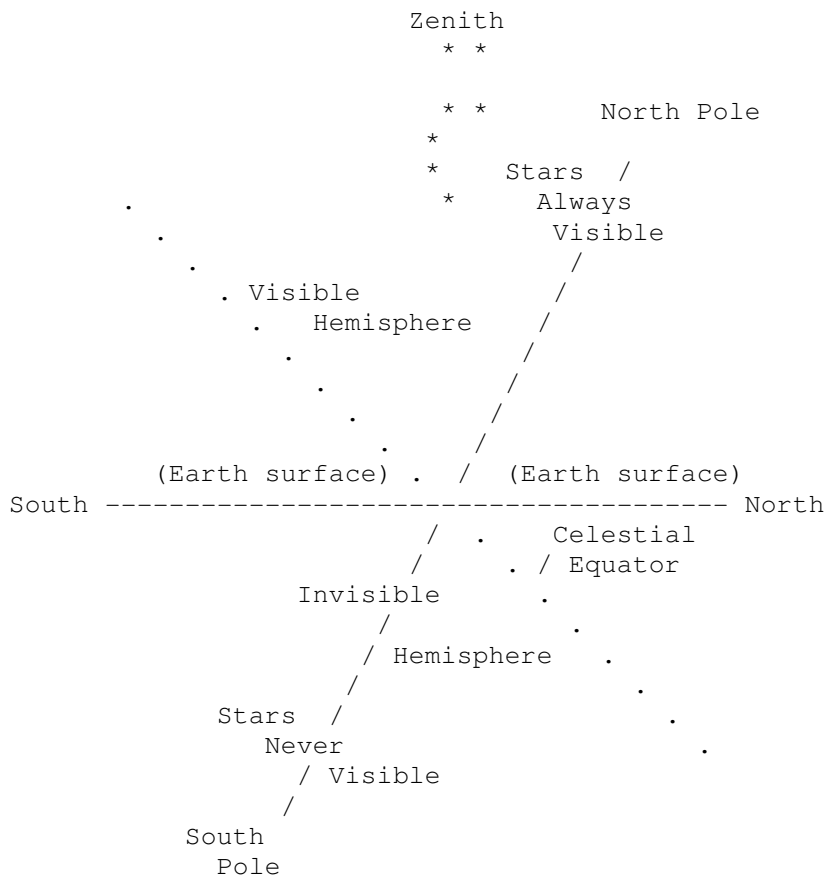 Zenith
* *
* * North Pole
*
* Stars /
. * Always
. Visible
. /
. Visible /
. Hemisphere /
. /
. /
. /
. /
(Earth surface) . / (Earth surface)
South --------------------------------------- North
/ . Celestial
/ . / Equator
Invisible .
/ .
/ Hemisphere .
/ .
Stars / .
Never .
/ Visible
/
South
Pole